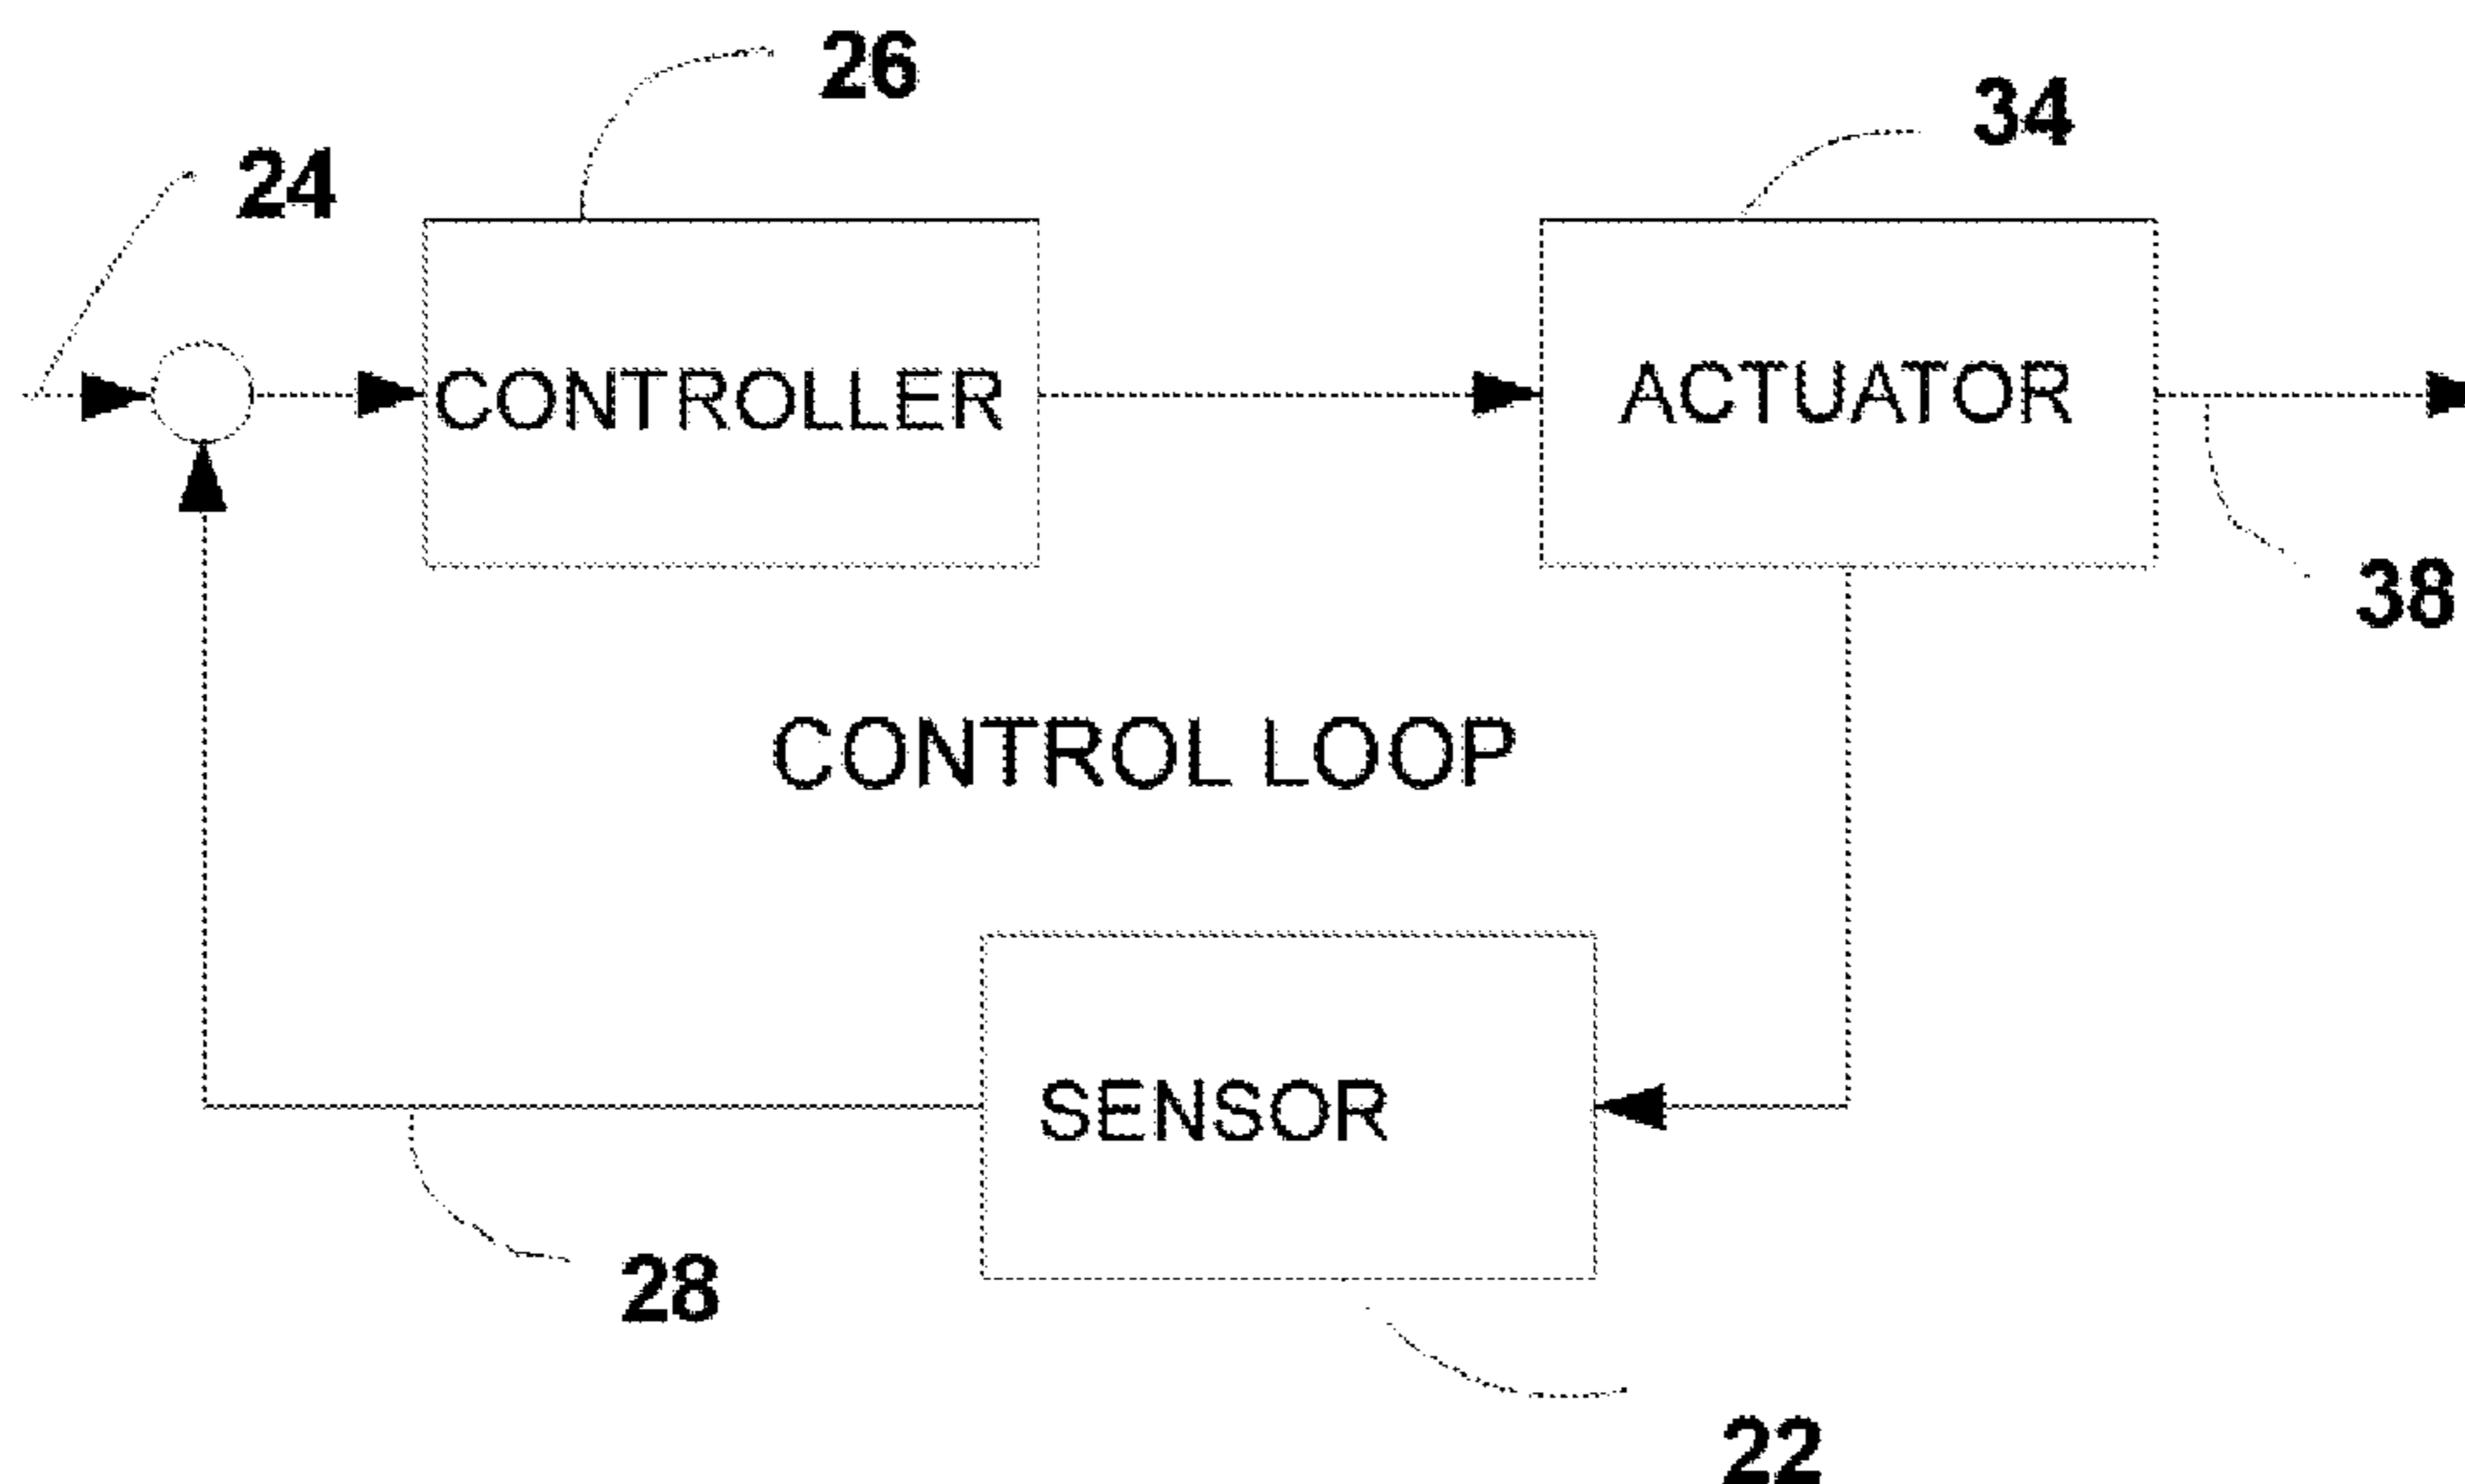 26
34
24
CONTROLLER
ACTUATOR
38
CONTROL LOOP
SENSOR
28
22